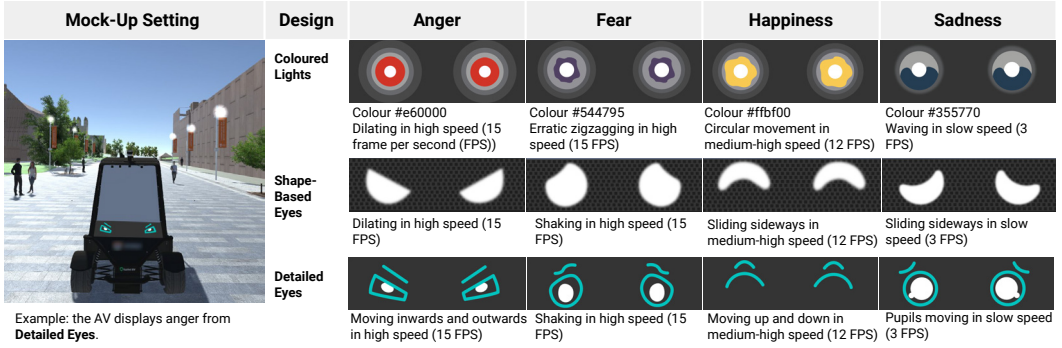 Mock-Up Setting
Design
Anger
Fear
Happiness
Sadness
Coloured
Lights
Colour #e60000
Dilating in high speed (15
frame per second (FPS))
Colour #544795
Erratic zigzagging in high
speed (15 FPS)
Colour #ffbf00
Circular movement in
medium-high speed (12 FPS)
Colour #355770
Waving in slow speed (3
FPS)
Shape-
Based
Eyes
Dilating in high speed (15
FPS)
Shaking in high speed (15
FPS)
Sliding sideways in
medium-high speed (12 FPS)
Sliding sideways in slow
speed (3 FPS)
Detailed
Eyes
Moving inwards and outwards
in high speed (15 FPS)
Shaking in high speed (15
FPS)
Moving up and down in
medium-high speed (12 FPS)
Pupils moving in slow speed
(3 FPS)
Example: the AV displays anger from
Detailed Eyes.